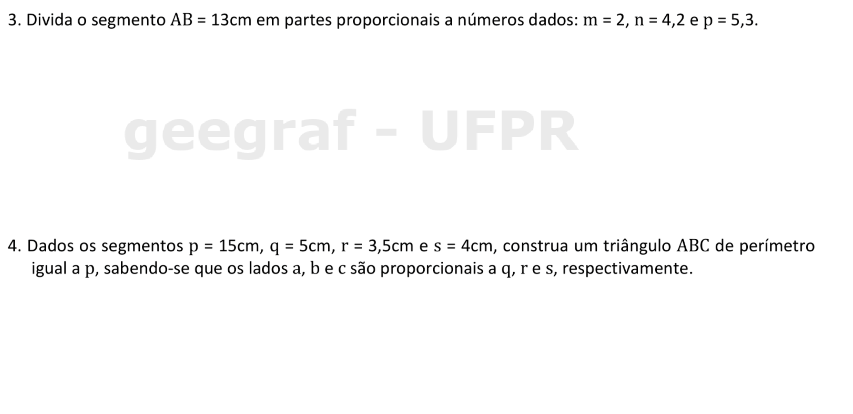 3. Divida o segmento AB = 13cm em partes proporcionais a números dados: m = 2, n = 4,2 e p = 5,3.
geegraf - UFPR
4. Dados os segmentos p = 15cm, q = 5cm, r = 3,5cm e s = 4cm, construa um triângulo ABC de perímetro
igual a p, sabendo-se que os lados a, b e c são proporcionais a q, r e s, respectivamente.